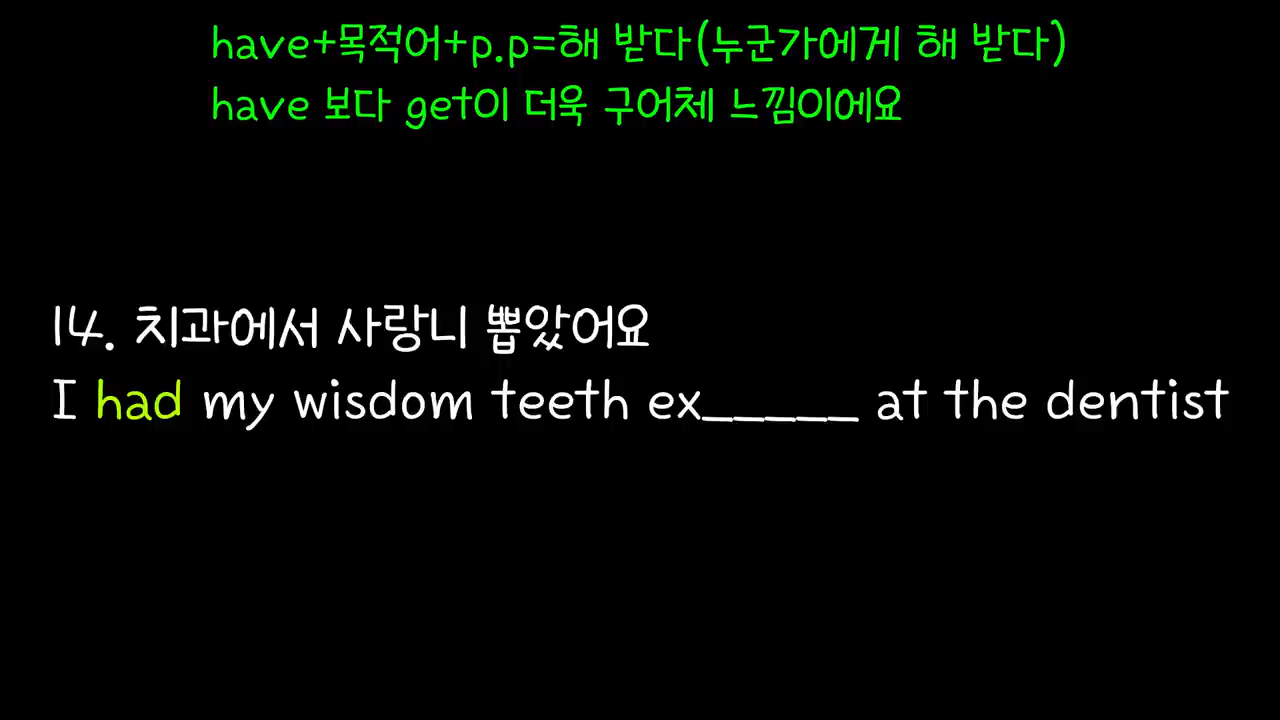 have+목적어+p.p=해 받다(누군가에게 해 받다)
have 보다 get이 더욱 구어체 느낌이에요
14. 치과에서 사랑니 뽑았어요
I had my wisdom teeth ex_____ at the dentist